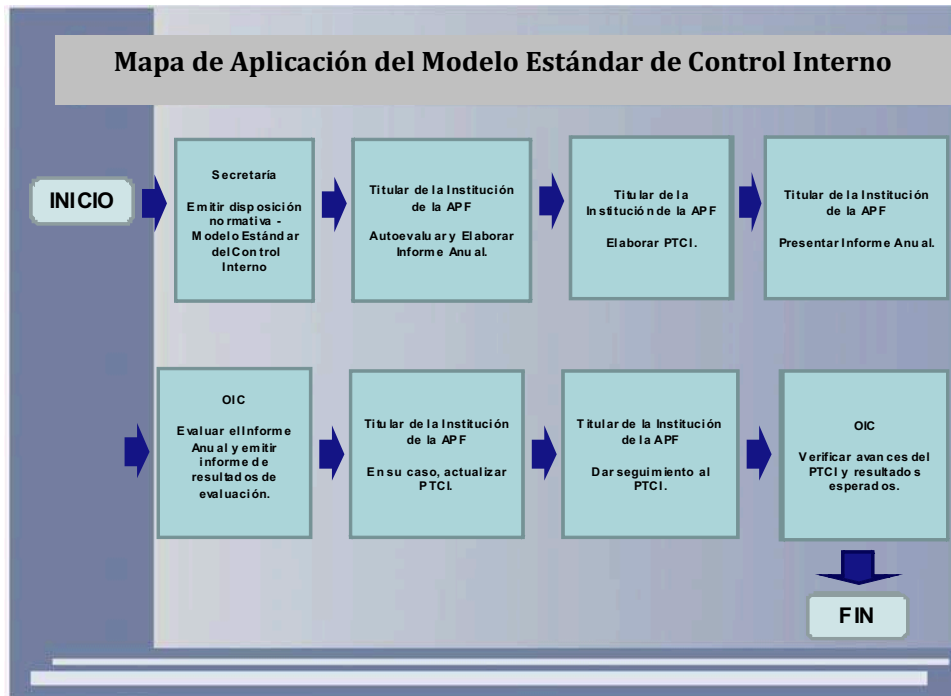 Mapa de Aplicación del Modelo Estándar de Control Interno
INICIO
Secretaría
Emitir disposición
normativa -
Modelo Estándar
del Control
Interno
Titular de la Institución
de la APF
Autoevaluar y Elaborar
Informe Anual.
Titular de la
Institución de la APF
Elaborar PTCI.
Titular de la Institución
de la APF
Presentar Informe Anual.
OIC
Evaluar el Informe
Anual y emitir
informe de
resultados de
evaluación.
Titular de la Institución
de la APF
En su caso, actualizar
PTCI.
Titular de la Institución
de la APF
Dar seguimiento al
PTCI.
OIC
Verificar avances del
PTCI y resultados
esperados.
FIN